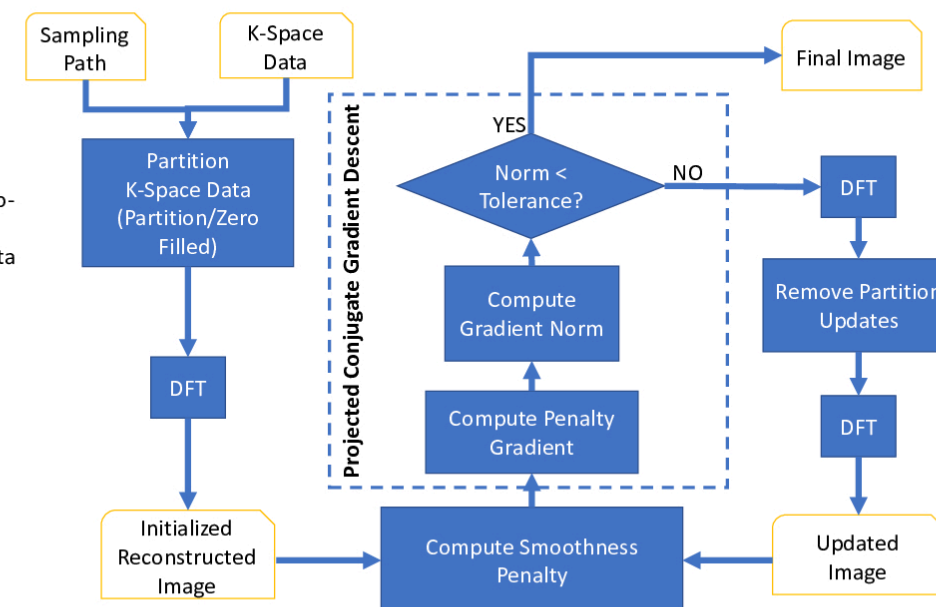 Sampling
Path
K-Space
Data
Final Image
Partition
K-Space Data
(Partition/Zero
Filled)
DFT
Initialized
Reconstructed
Image
Projected Conjugate Gradient Descent
YES
Norm <
Tolerance?
NO
Compute
Gradient Norm
Compute Penalty
Gradient
Compute Smoothness
Penalty
DFT
Remove Partition
Updates
DFT
Updated
Image